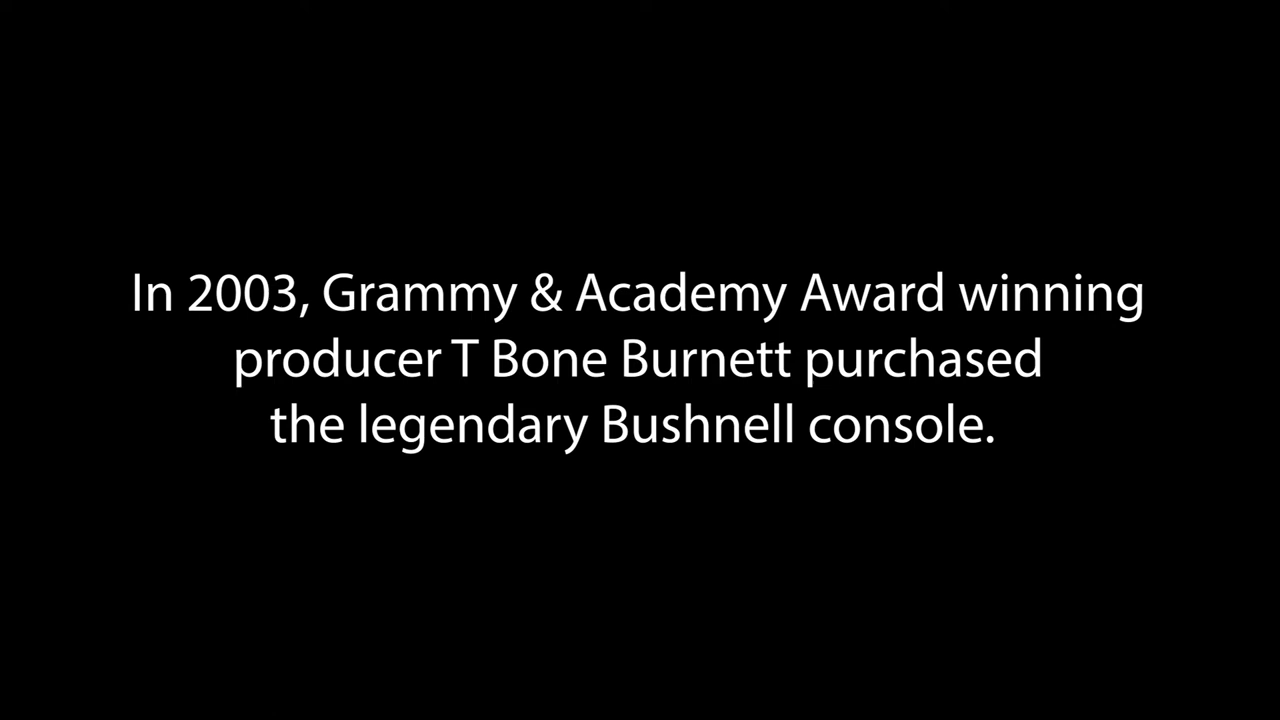 In 2003, Grammy & Academy Award winning
producer T Bone Burnett purchased
the legendary Bushnell console.